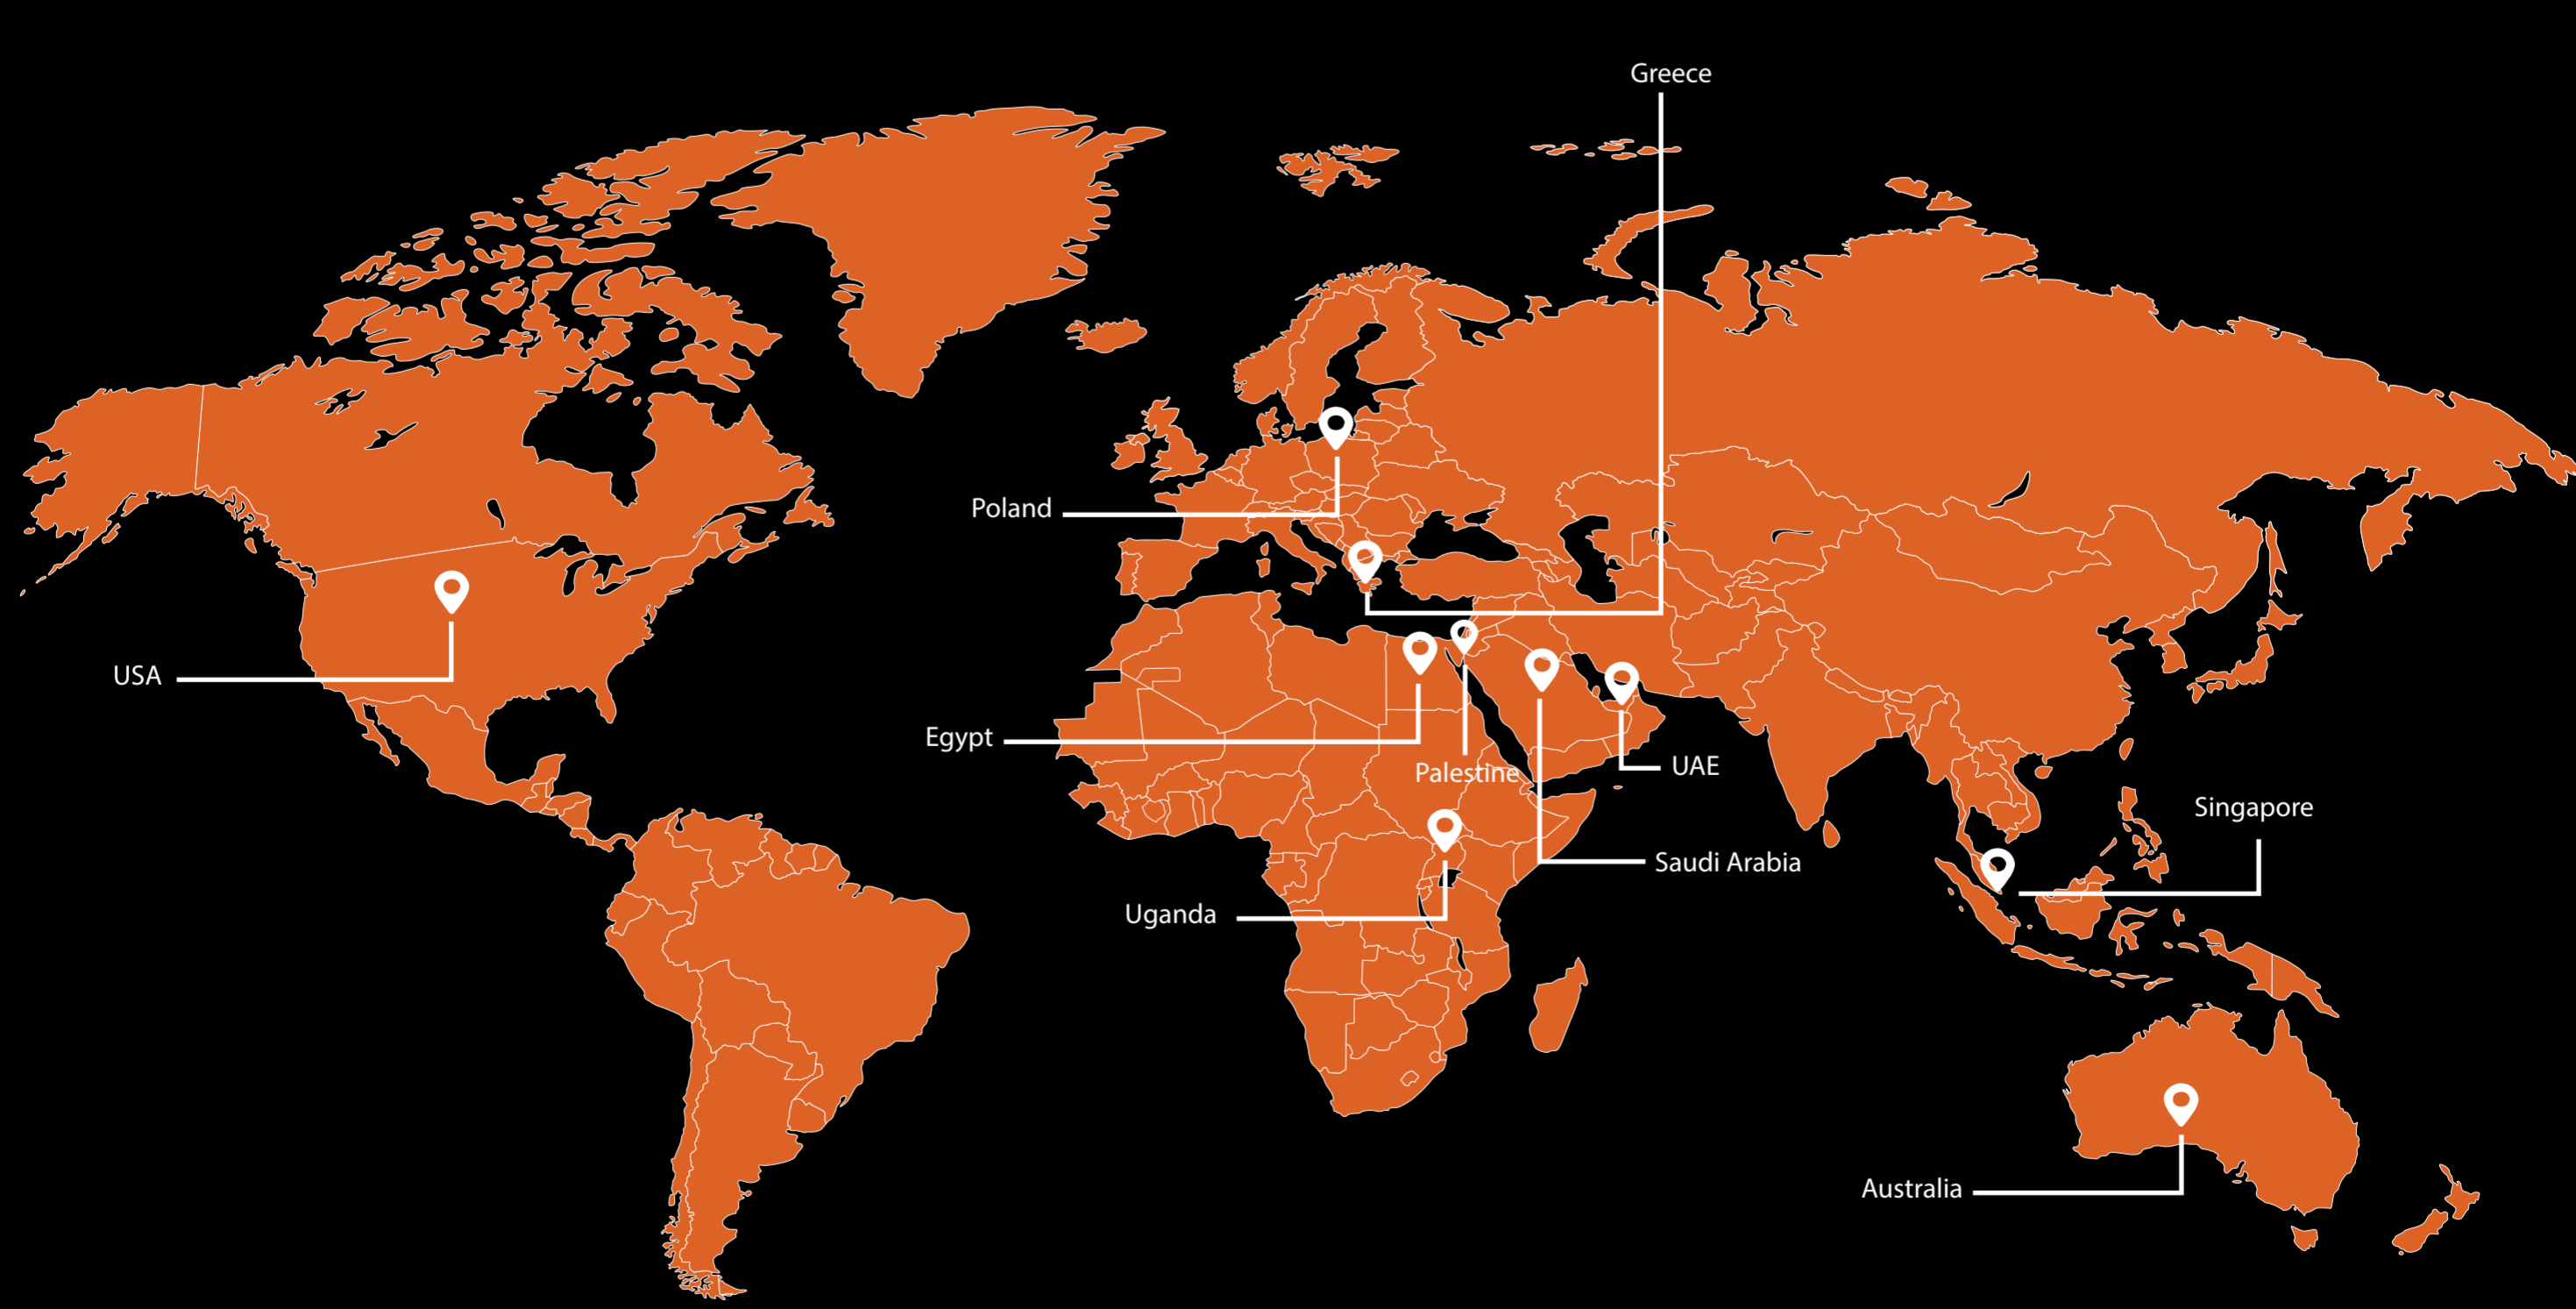 Greece
Poland
USA
Egypt
Palestine
UAE
Singapore
Saudi Arabia
Uganda
Australia